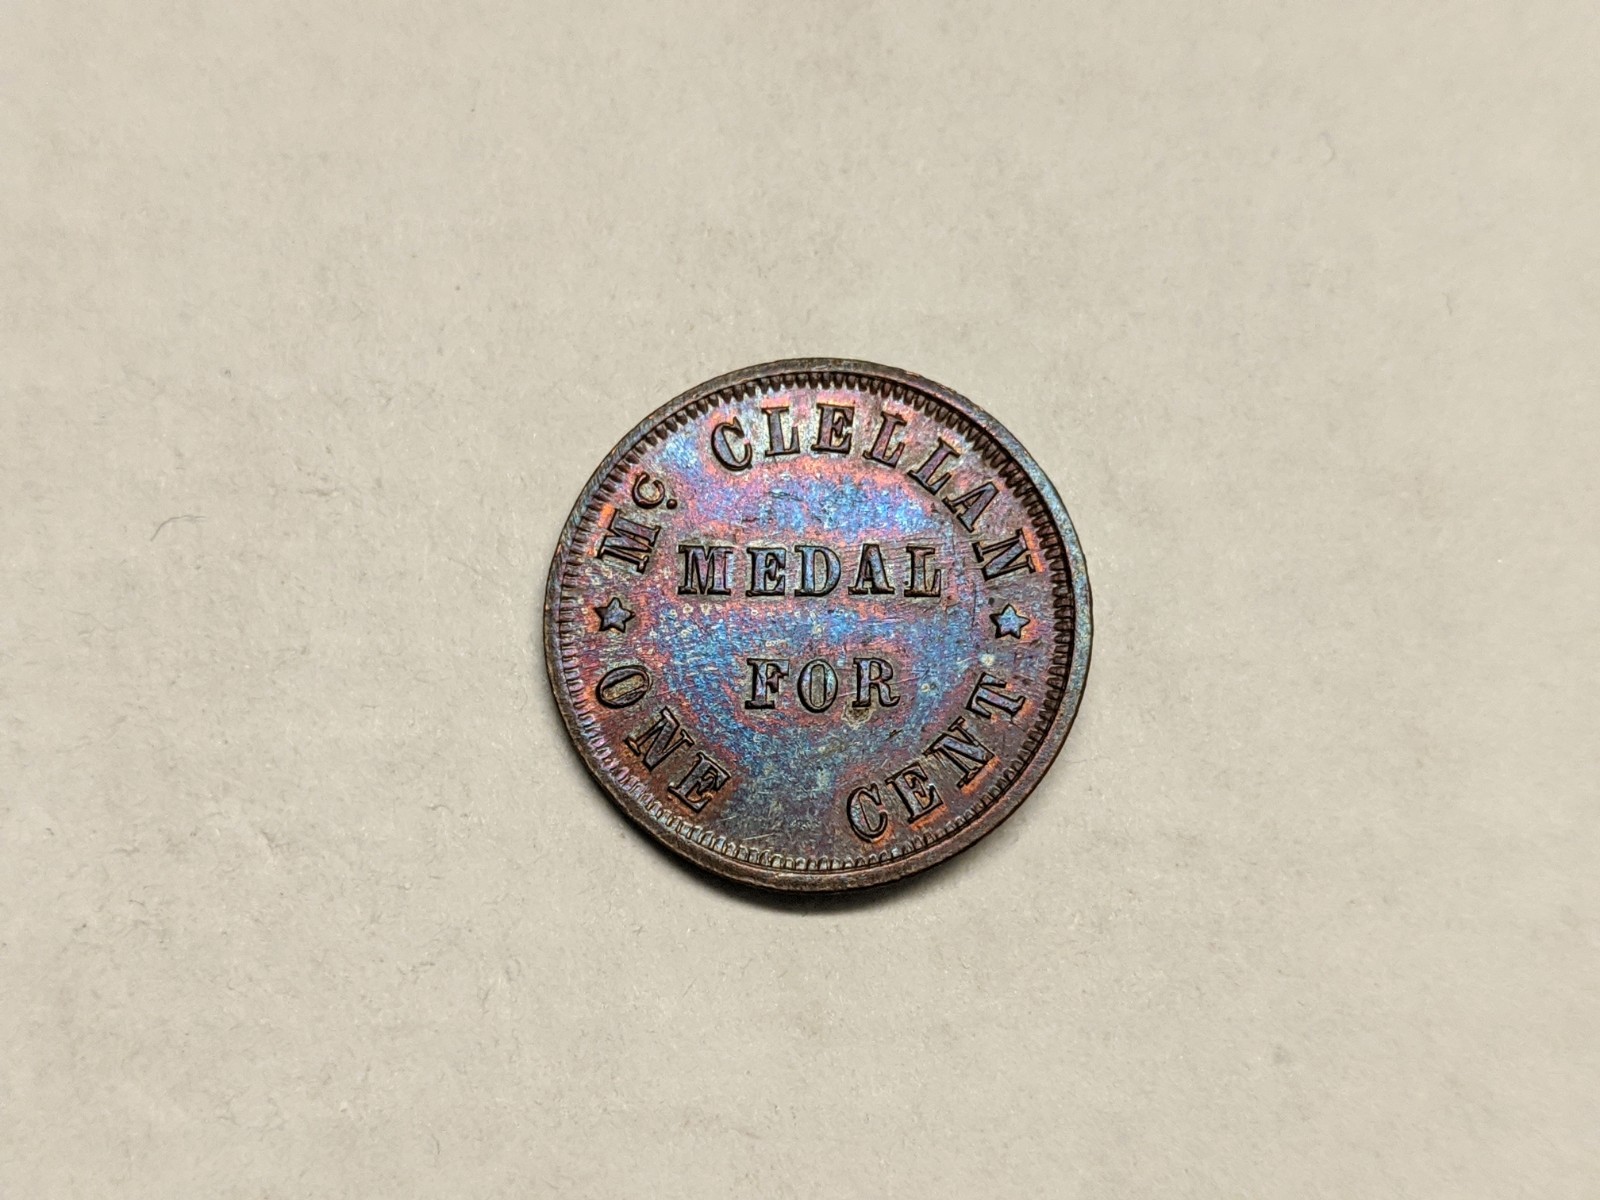 Mc. CLELLAN
MEDAL
FOR
ONE CENT